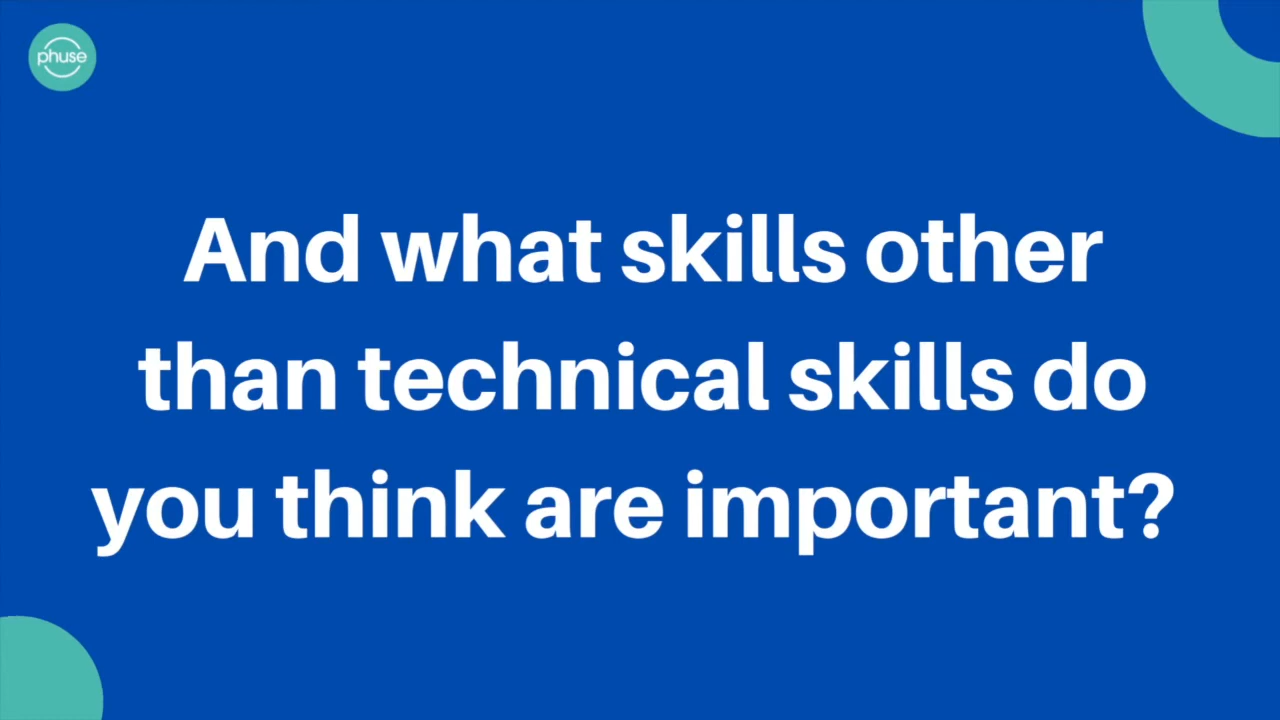 phuse
And what skills other
than technical skills do
you think are important?